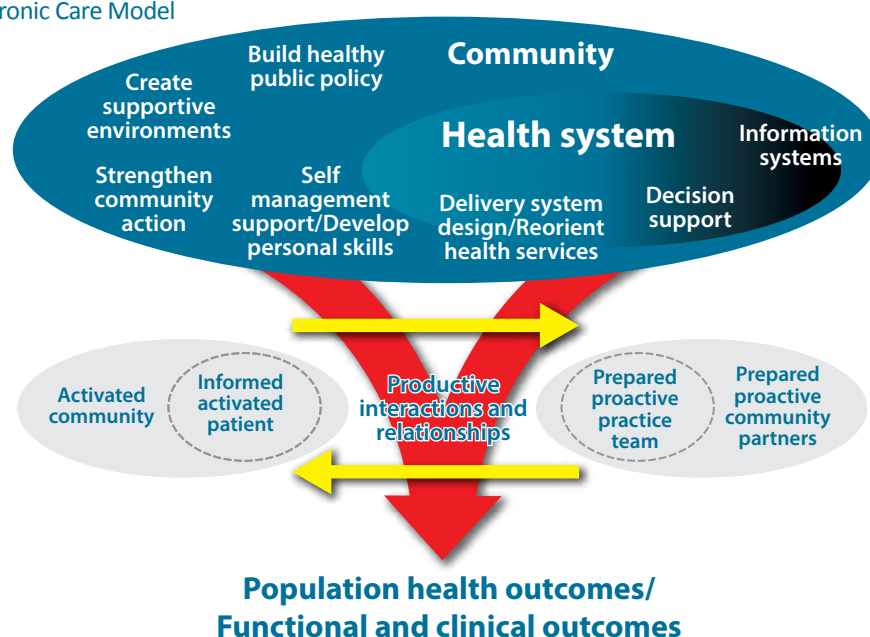 Care Model
Community
Build healthy
public policy
Create
supportive
environments
Health system
Information
systems
Strengthen
community
action
Self
management
support/Develop
personal skills
Delivery system
design/Reorient
health services
Decision
support
Activated
community
Informed
activated
patient
Productive
interactions and
relationships
Prepared
proactive
practice
team
Prepared
proactive
community
partners
Population health outcomes/
Functional and clinical outcomes